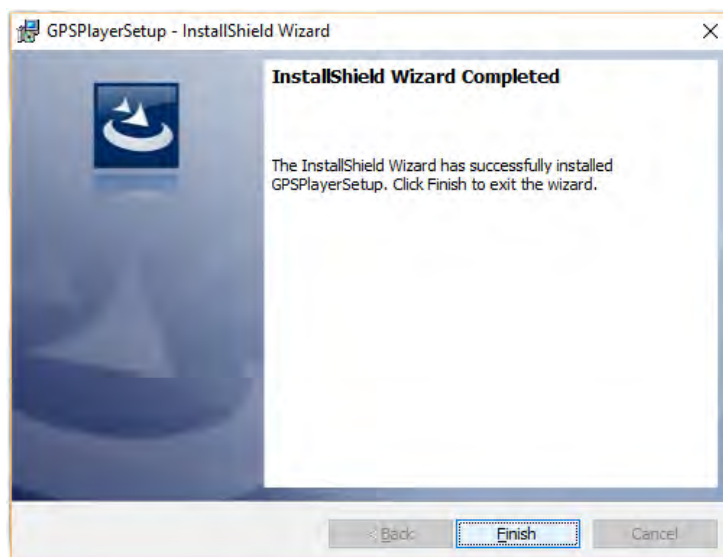 GPSPlayerSetup - InstallShield Wizard
InstallShield Wizard Completed
The InstallShield Wizard has successfully installed
GPSPlayerSetup. Click Finish to exit the wizard.
< Back
Finish
Cancel